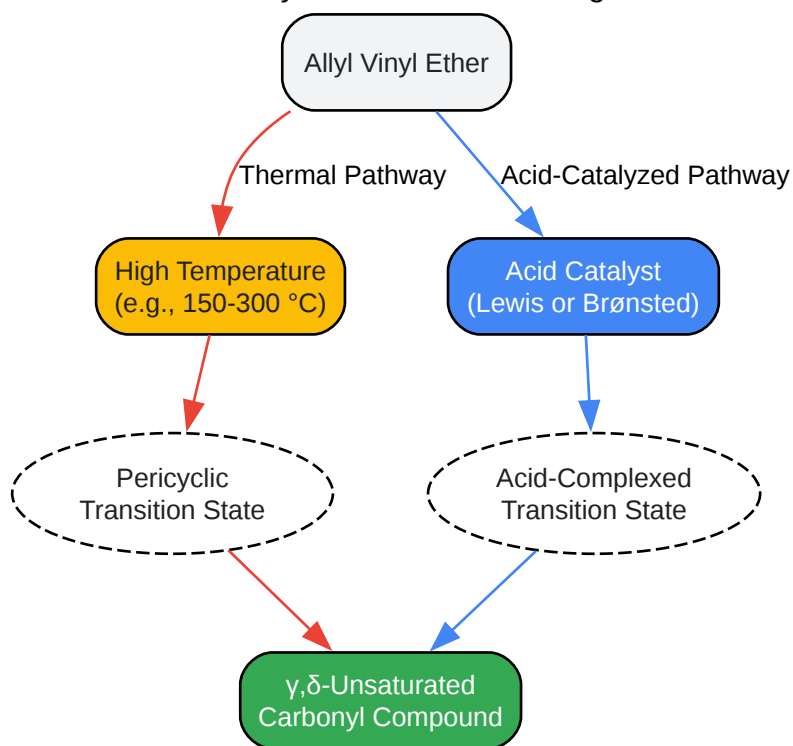 Allyl Vinyl Ether
Thermal Pathway
Acid-Catalyzed Pathway
High Temperature
(e.g., 150-300 °C)
Acid Catalyst
(Lewis or Brønsted)
Pericyclic
Transition State
Acid-Complexed
Transition State
γ,δ-Unsaturated
Carbonyl Compound